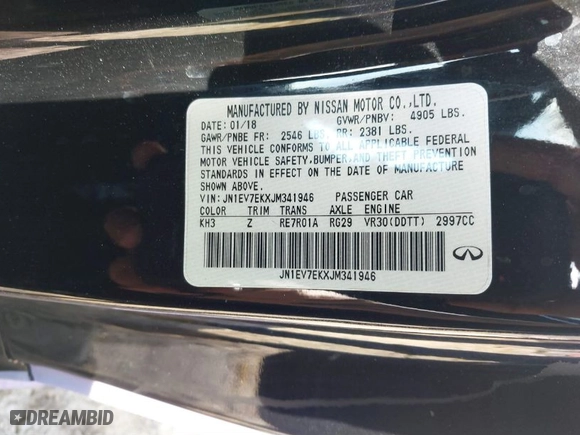 MANUFACTURED BY NISSAN MOTOR CO.,LTD.
DATE: 01/18 GVWR/PNBV: 4905 LBS.
GAWR/PNBE FR: 2546 LBS. RR: 2381 LBS.
THIS VEHICLE CONFORMS TO ALL APPLICABLE FEDERAL
MOTOR VEHICLE SAFETY,BUMPER,AND THEFT PREVENTION
STANDARDS IN EFFECT ON THE DATE OF MANUFACTURE
SHOWN ABOVE.
VIN: JN1EV7EKXJM341946 PASSENGER CAR
COLOR TRIM TRANS AXLE ENGINE
KH3 Z RE7R01A RG29 VR30(DDTT) 2997CC
JN1EV7EKXJM341946
DREAMBID